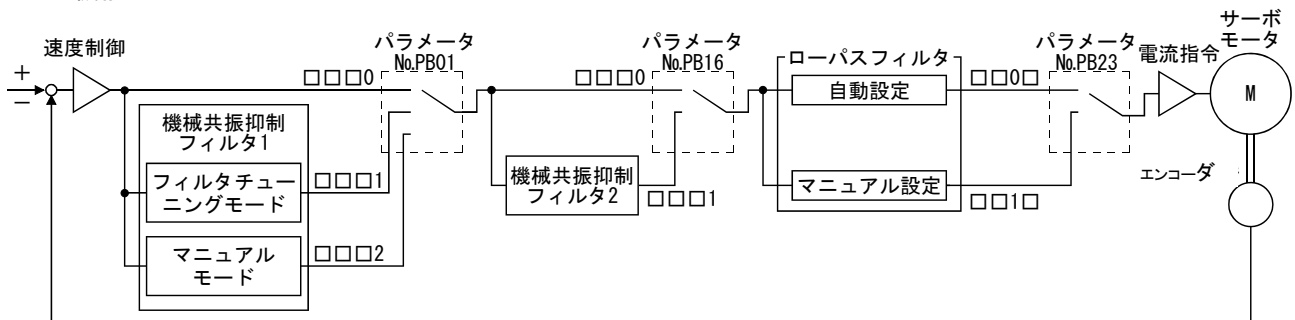 速度制御
+
−
パラメータ
No.PB01
□□□0
機械共振抑制
フィルタ1
フィルタチュー
ニングモード
□□□1
マニュアル
モード
□□□2
パラメータ
No.PB16
□□□0
機械共振抑制
フィルタ2
□□□1
ローパスフィルタ
自動設定
□□0□
マニュアル設定
□□1□
パラメータ
No.PB23
電流指令
サーボ
モータ
M
エンコーダ